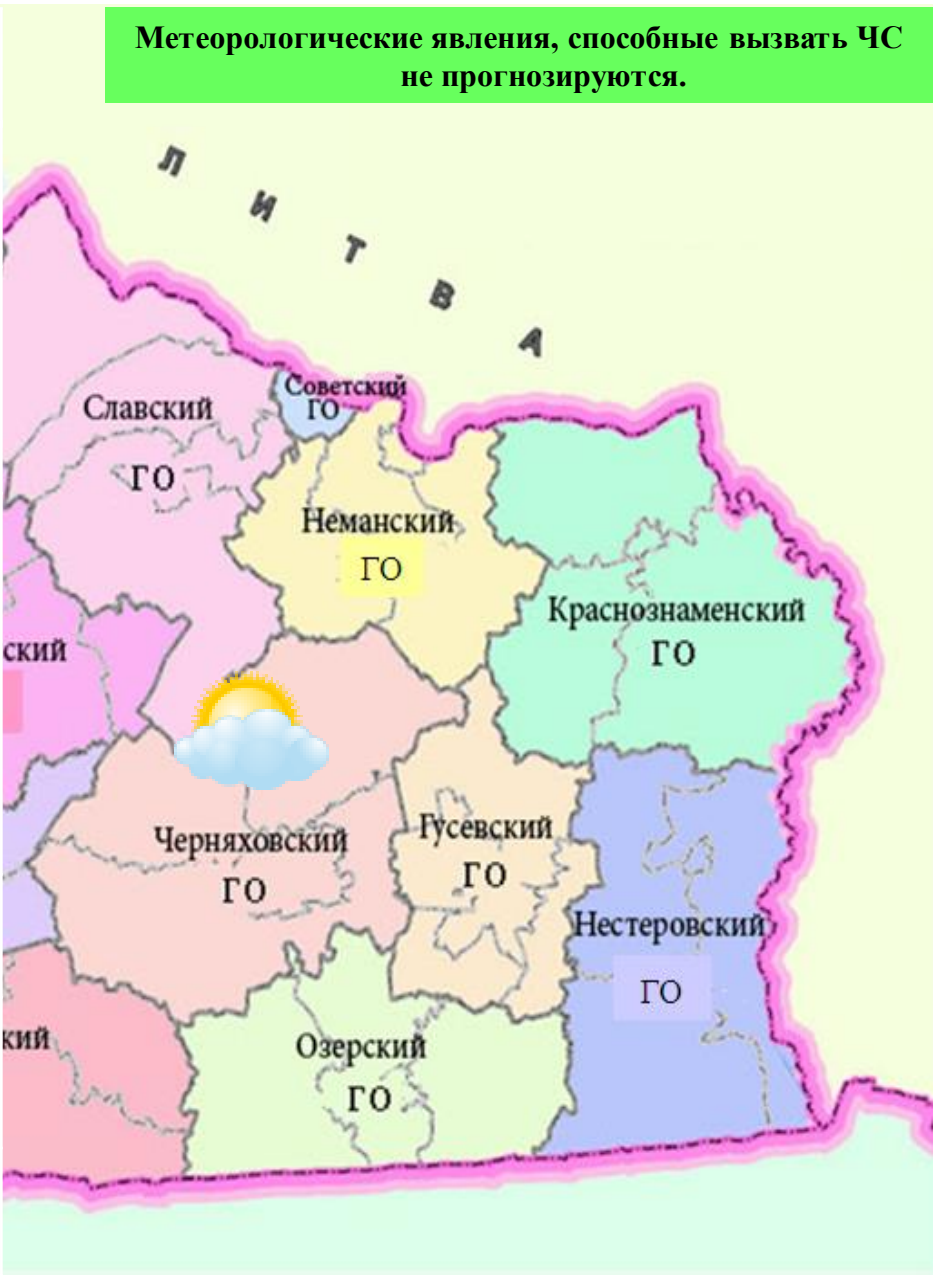 Метеорологические явления, способные вызвать ЧС
не прогнозируются.
ЛИТВА
Советский
ГО
Славский
ГО
Неманский
ГО
Краснознаменский
ГО
ский
Черняховский
ГО
Гусевский
ГО
Нестеровский
ГО
кий
Озерский
ГО